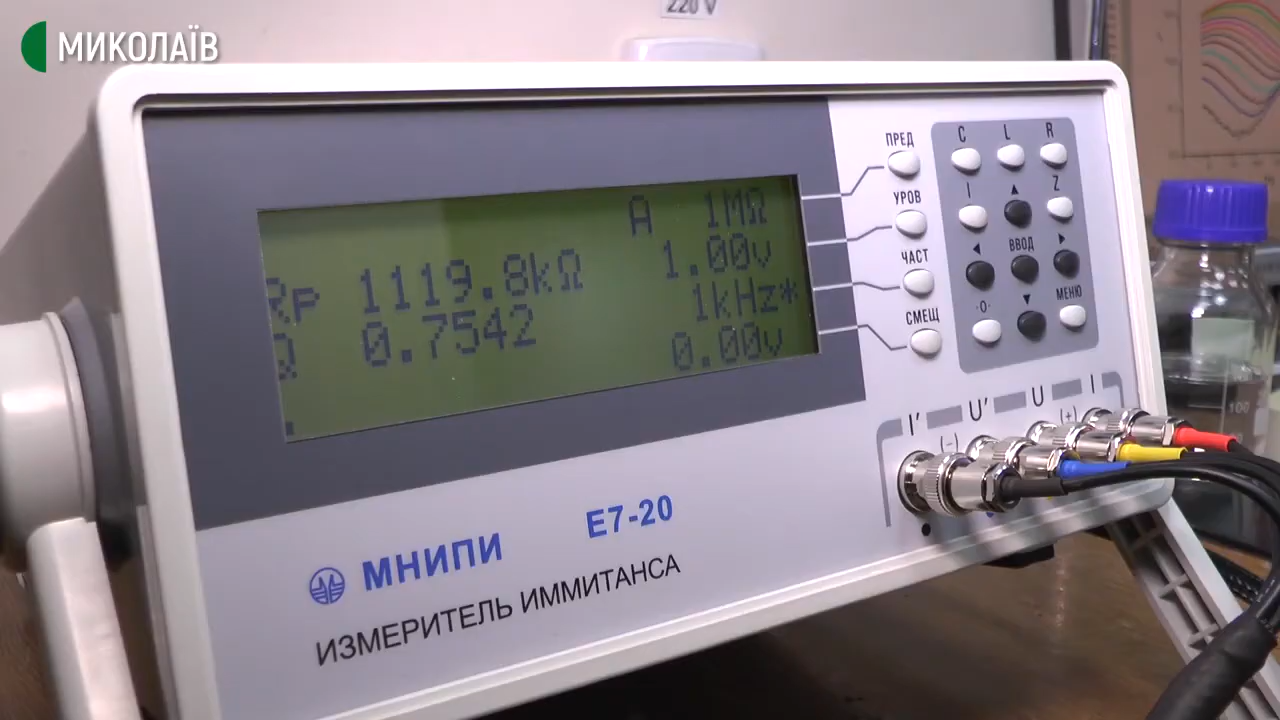 МИКОЛАЇВ
220 V
A 1MΩ
Rp 1119.8kΩ 1.00v
Q 0.7542 1kHz*
0.00v
ПРЕД
УРОВ
ЧАСТ
СМЕЩ
C L R
I Z
ВВОД
·0· МЕНЮ
I' U' U I
(−) (+)
МНИПИ E7-20
ИЗМЕРИТЕЛЬ ИММИТАНСА
100